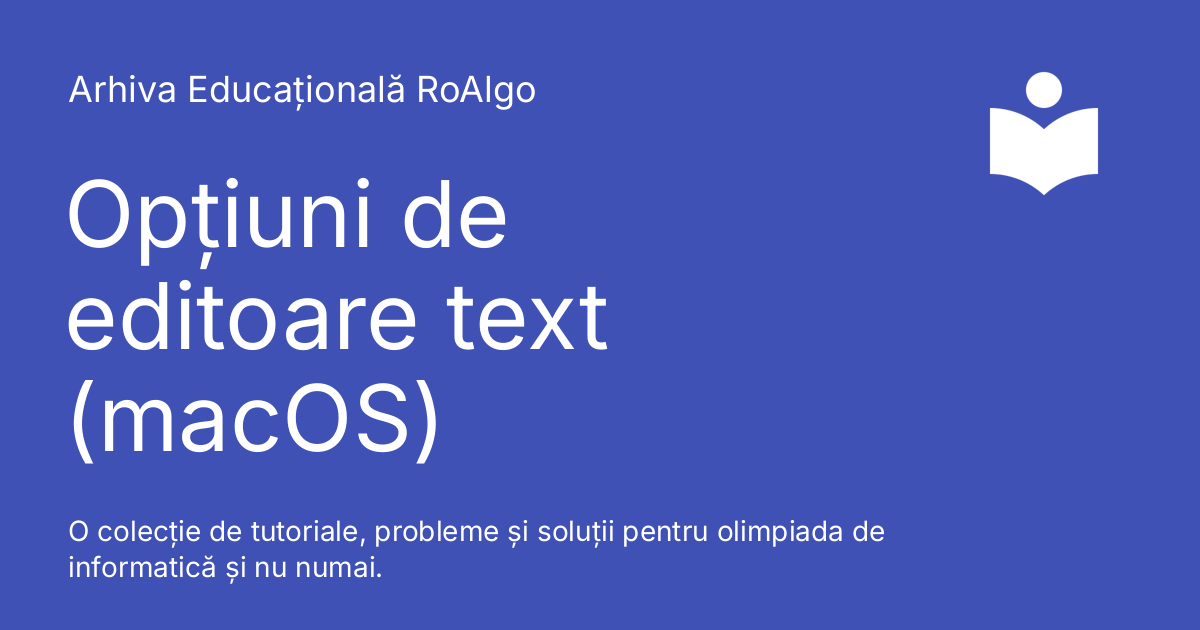 Arhiva Educațională RoAlgo
Opțiuni de
editoare text
(macOS)
O colecție de tutoriale, probleme și soluții pentru olimpiada de
informatică și nu numai.